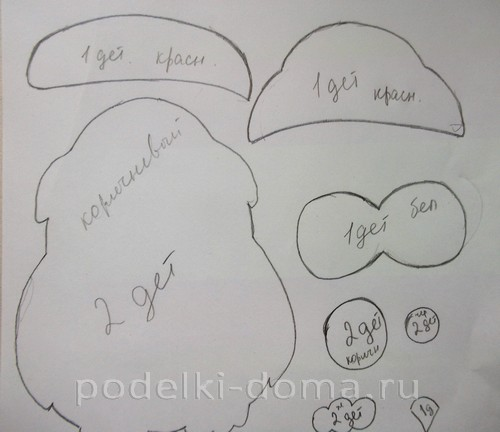 1 дет. красн.
1 дет
красн.
коричневый
2 дет
1 дет бел
2 дет
коричн
2 дет
podelki-doma.ru
2 дет
1д